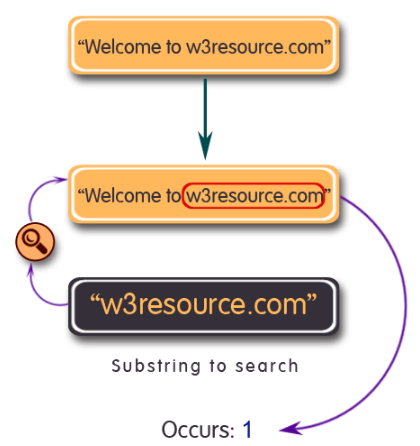 “Welcome to w3resource.com”
“Welcome to w3resource.com”
“w3resource.com”
Substring to search
Occurs: 1